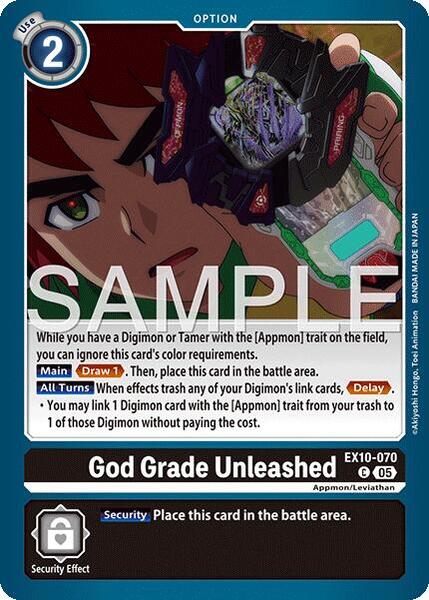 Use
2
OPTION
APPMON
PAIRING
SAMPLE
While you have a Digimon or Tamer with the [Appmon] trait on the field,
you can ignore this card's color requirements.
Main Draw 1. Then, place this card in the battle area.
All Turns When effects trash any of your Digimon's link cards, Delay.
・You may link 1 Digimon card with the [Appmon] trait from your trash to
1 of those Digimon without paying the cost.
©Akiyoshi Hongo, Toei Animation BANDAI MADE IN JAPAN
God Grade Unleashed
EX10-070
C 05
Appmon/Leviathan
Security Place this card in the battle area.
Security Effect